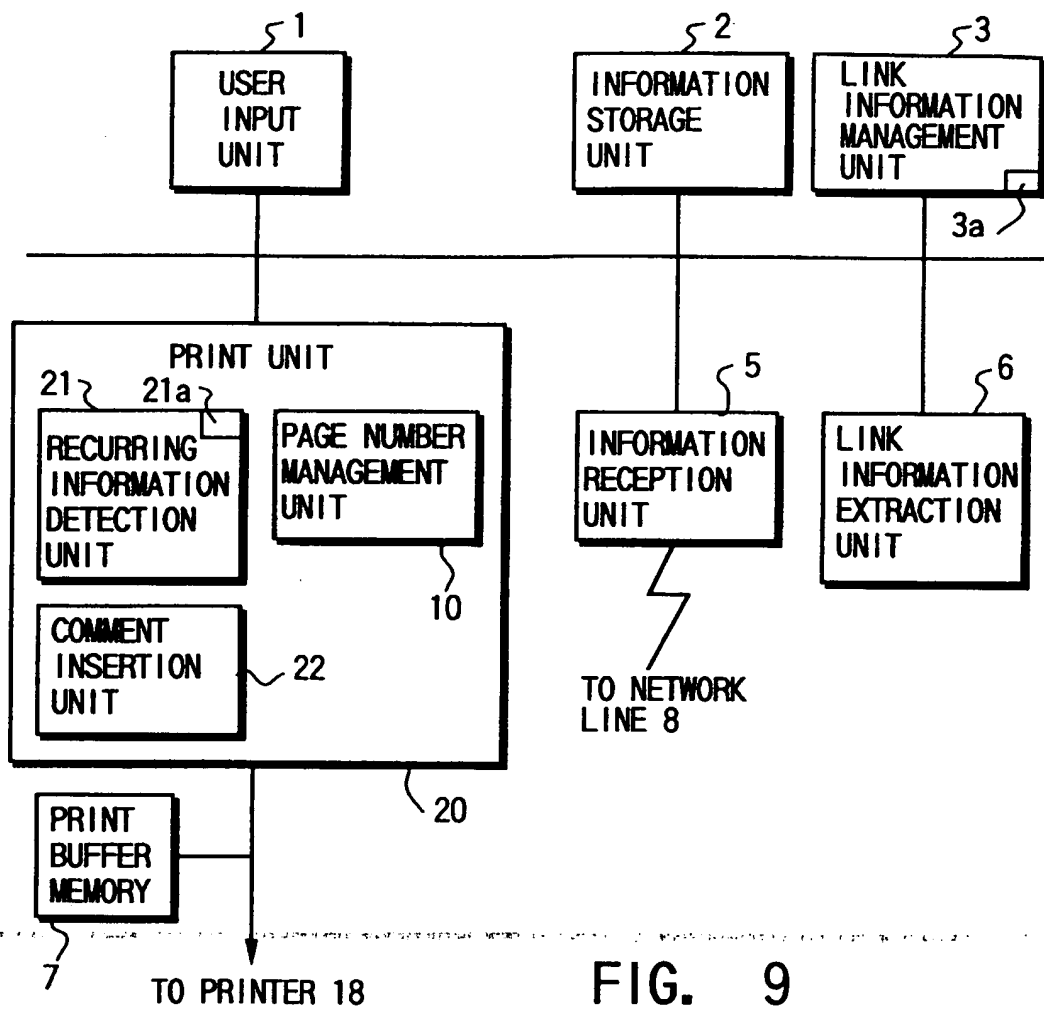 1
USER
INPUT
UNIT
2
INFORMATION
STORAGE
UNIT
3
LINK
INFORMATION
MANAGEMENT
UNIT
3a
PRINT UNIT
21
21a
RECURRING
INFORMATION
DETECTION
UNIT
PAGE NUMBER
MANAGEMENT
UNIT
10
COMMENT
INSERTION
UNIT
22
20
5
INFORMATION
RECEPTION
UNIT
TO NETWORK
LINE 8
6
LINK
INFORMATION
EXTRACTION
UNIT
PRINT
BUFFER
MEMORY
7
TO PRINTER 18
FIG. 9